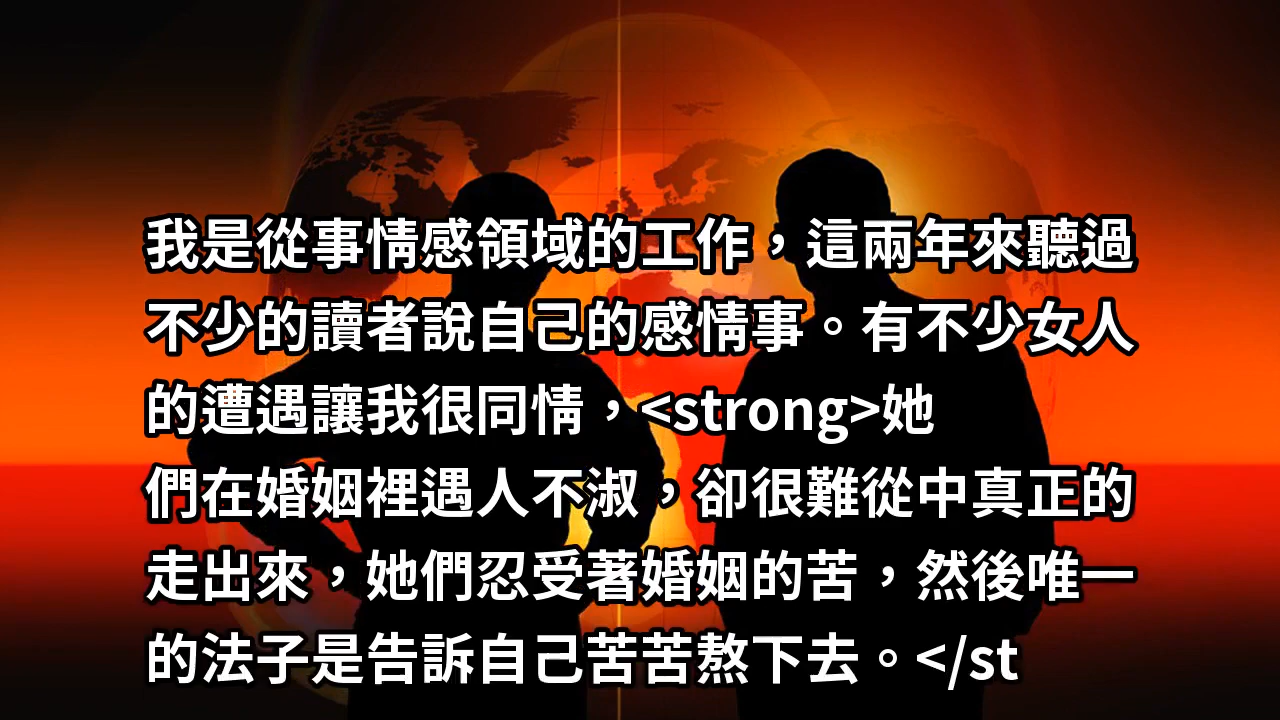 我是從事情感領域的工作，這兩年來聽過
不少的讀者說自己的感情事。有不少女人
的遭遇讓我很同情，<strong>她
們在婚姻裡遇人不淑，卻很難從中真正的
走出來，她們忍受著婚姻的苦，然後唯一
的法子是告訴自己苦苦熬下去。</st